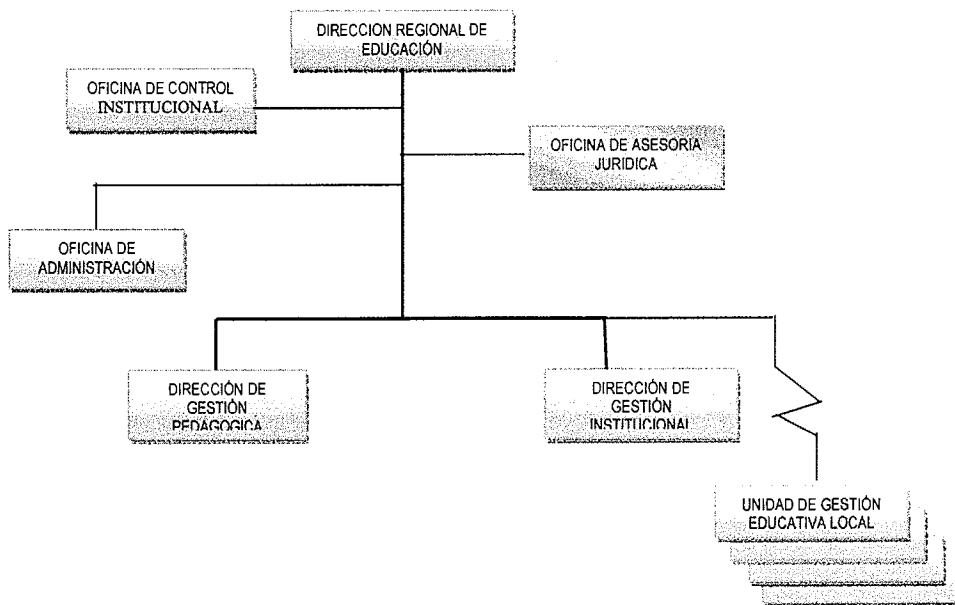 DIRECCION REGIONAL DE
EDUCACIÓN
OFICINA DE CONTROL
INSTITUCIONAL
OFICINA DE ASESORIA
JURIDICA
OFICINA DE
ADMINISTRACIÓN
DIRECCIÓN DE
GESTIÓN
PEDAGOGICA
DIRECCIÓN DE
GESTIÓN
INSTITUCIONAL
UNIDAD DE GESTIÓN
EDUCATIVA LOCAL